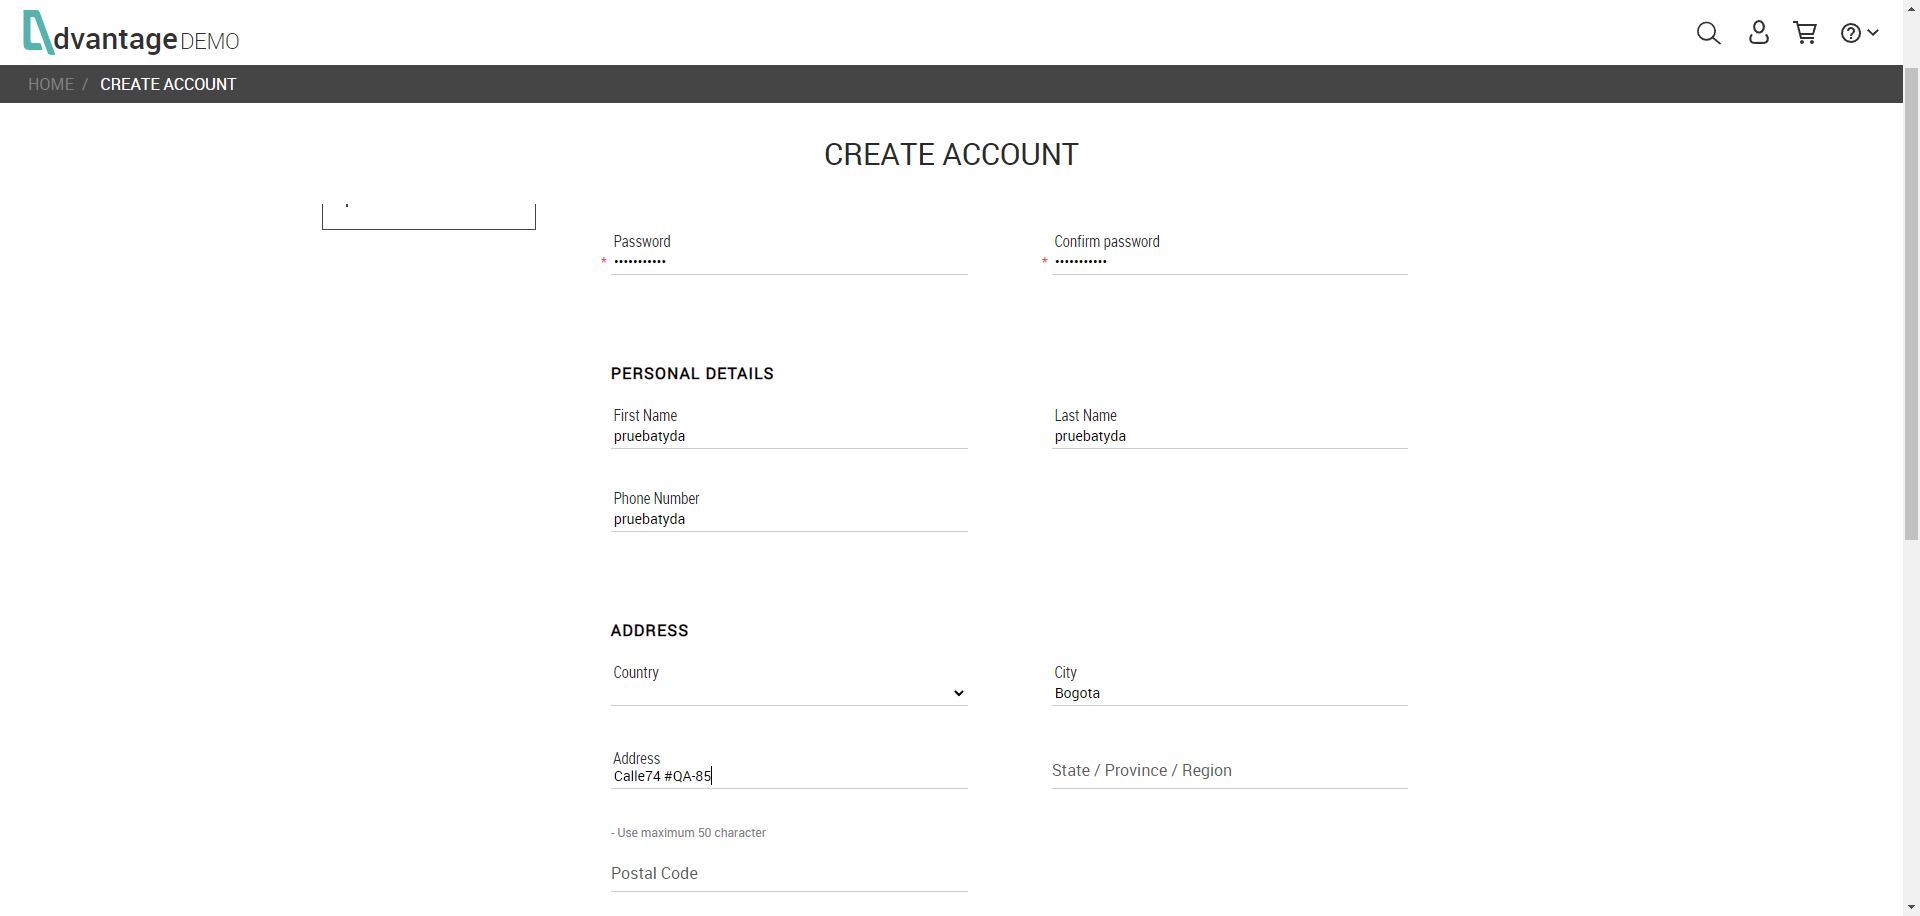 dvantage DEMO
HOME / CREATE ACCOUNT
CREATE ACCOUNT
Password
Confirm password
* •••••••••••
* •••••••••••
PERSONAL DETAILS
First Name
Last Name
pruebatyda
pruebatyda
Phone Number
pruebatyda
ADDRESS
Country
City
Bogota
Address
Calle74 #QA-85
State / Province / Region
- Use maximum 50 character
Postal Code